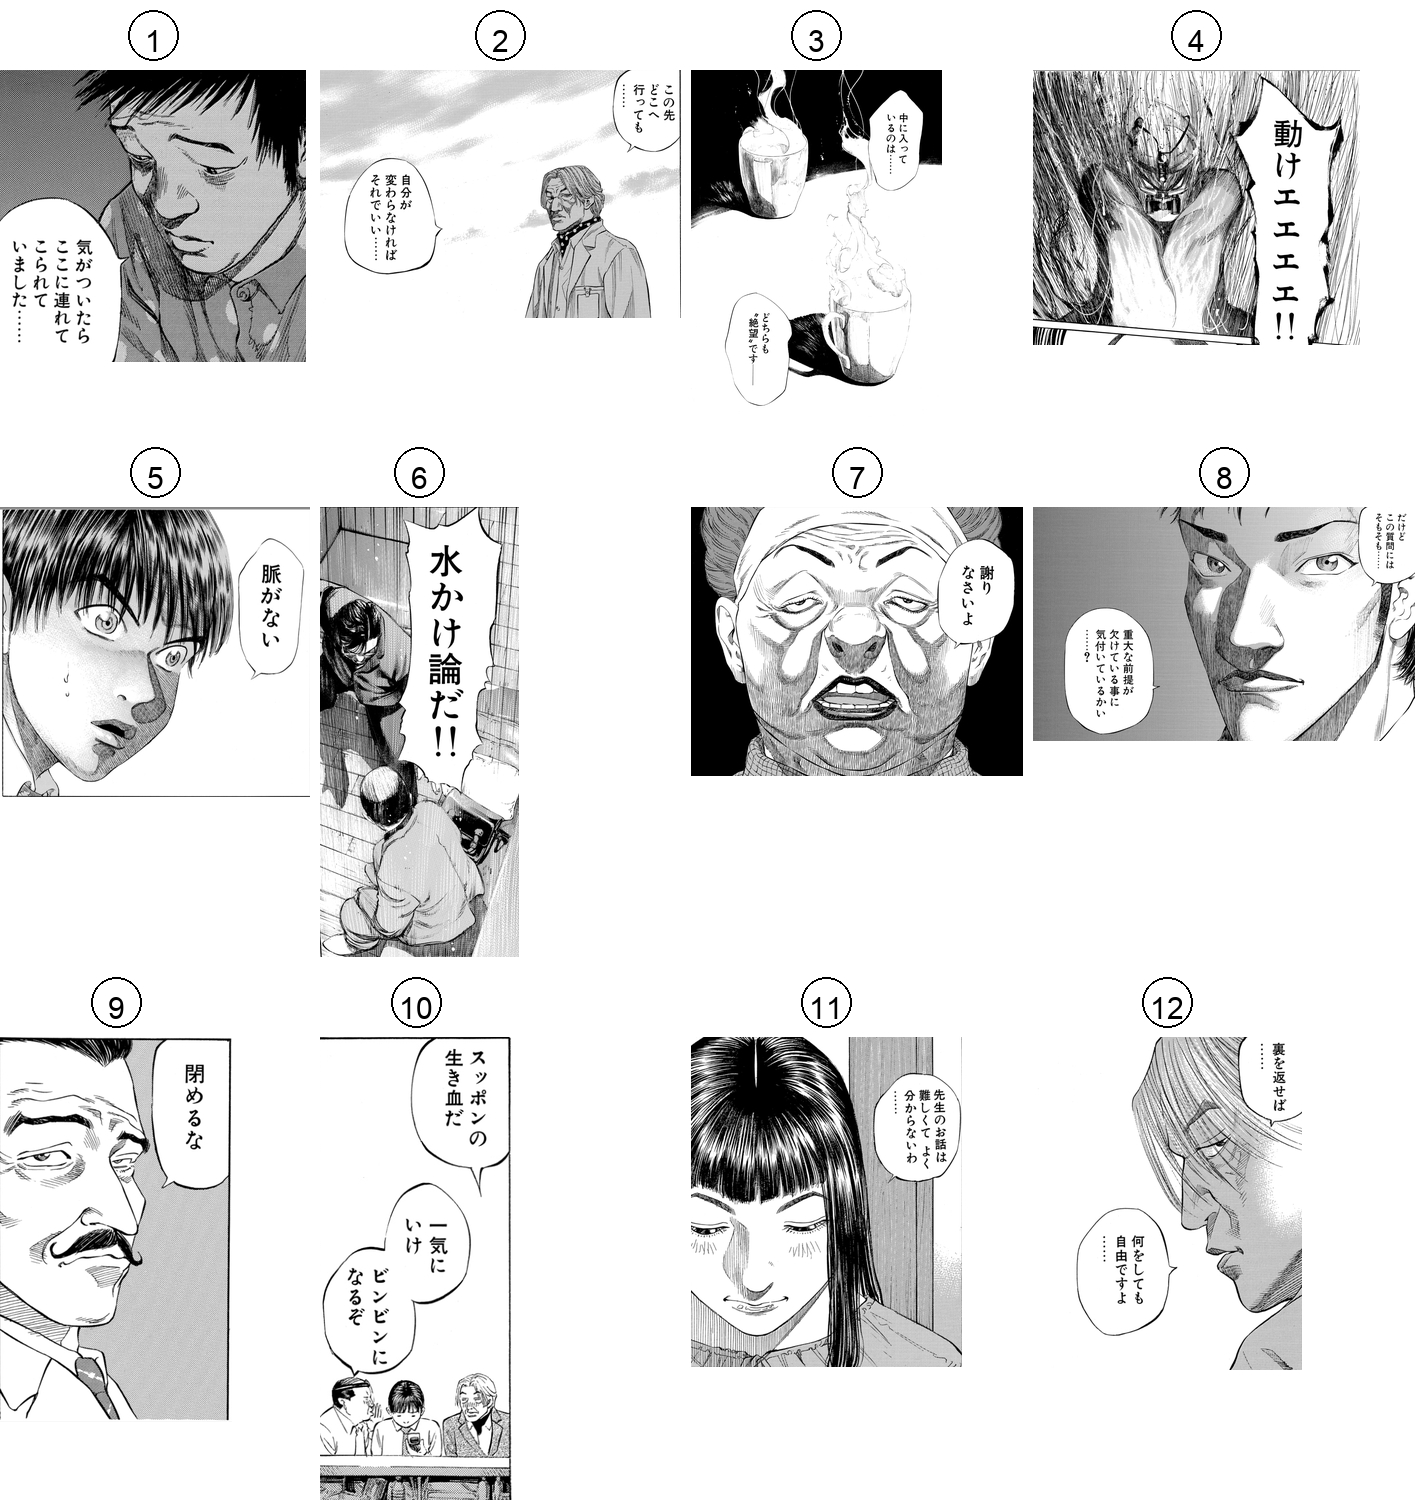 1
気がついたら
ここに連れて
こられて
いました……
2
この先
どこへ
行っても
……
自分が
変わらなければ
それでいい……
3
中に入って
いるのは……
どちらも
“絶望”です──
4
動けエエエエ!!
5
脈がない
6
水かけ論だ!!
7
謝り
なさいよ
8
だけど
この質問には
そもそも……
重大な前提が
欠けている事に
気付いているかい
……?
9
閉めるな
10
スッポンの
生き血だ
一気に
いけ
ビンビンに
なるぞ
11
先生のお話は
難しくて よく
分からないわ
……
12
裏を返せば
……
何をしても
自由ですよ
……